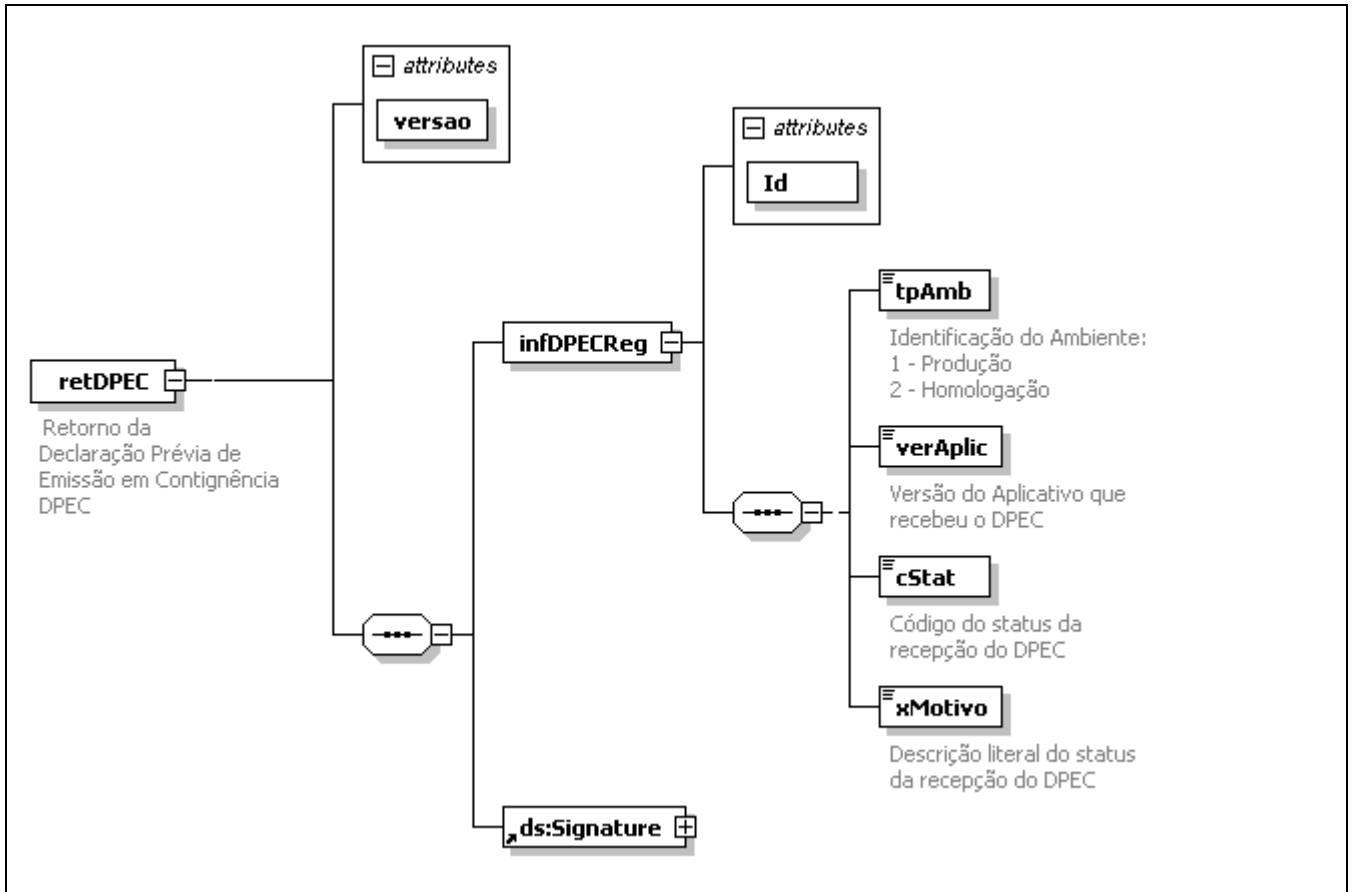 attributes
versao
attributes
Id
retDPEC
Retorno da
Declaração Prévia de
Emissão em Contignência
DPEC
infDPECReg
tpAmb
Identificação do Ambiente:
1 - Produção
2 - Homologação
verAplic
Versão do Aplicativo que
recebeu o DPEC
cStat
Código do status da
recepção do DPEC
xMotivo
Descrição literal do status
da recepção do DPEC
ds:Signature